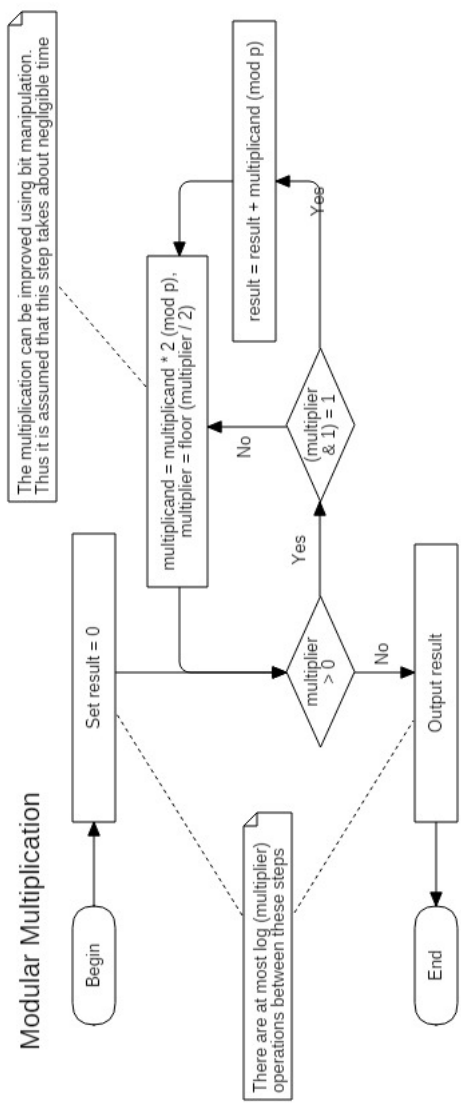 Modular Multiplication
Begin
Set result = 0
The multiplication can be improved using bit manipulation.
Thus it is assumed that this step takes about negligible time
There are at most log (multiplier)
operations between these steps
multiplier
> 0
Yes
No
(multiplier
& 1) = 1
Yes
No
result = result + multiplicand (mod p)
multiplicand = multiplicand * 2 (mod p),
multiplier = floor (multiplier / 2)
Output result
End